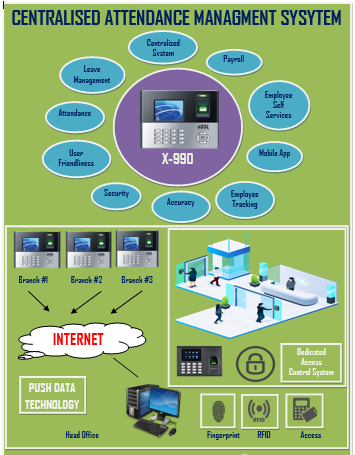 CENTRALISED ATTENDANCE MANAGMENT SYSYTEM
Centralized
System
Payroll
Leave
Management
Employee
Self
Services
Attendance
eSSL
X-990
User
Friendliness
Mobile App
Security
Accuracy
Employee
Tracking
Branch #1
Branch #2
Branch #3
INTERNET
PUSH DATA
TECHNOLOGY
Head Office
Dedicated
Access
Control System
RFID
Fingerprint
RFID
Access